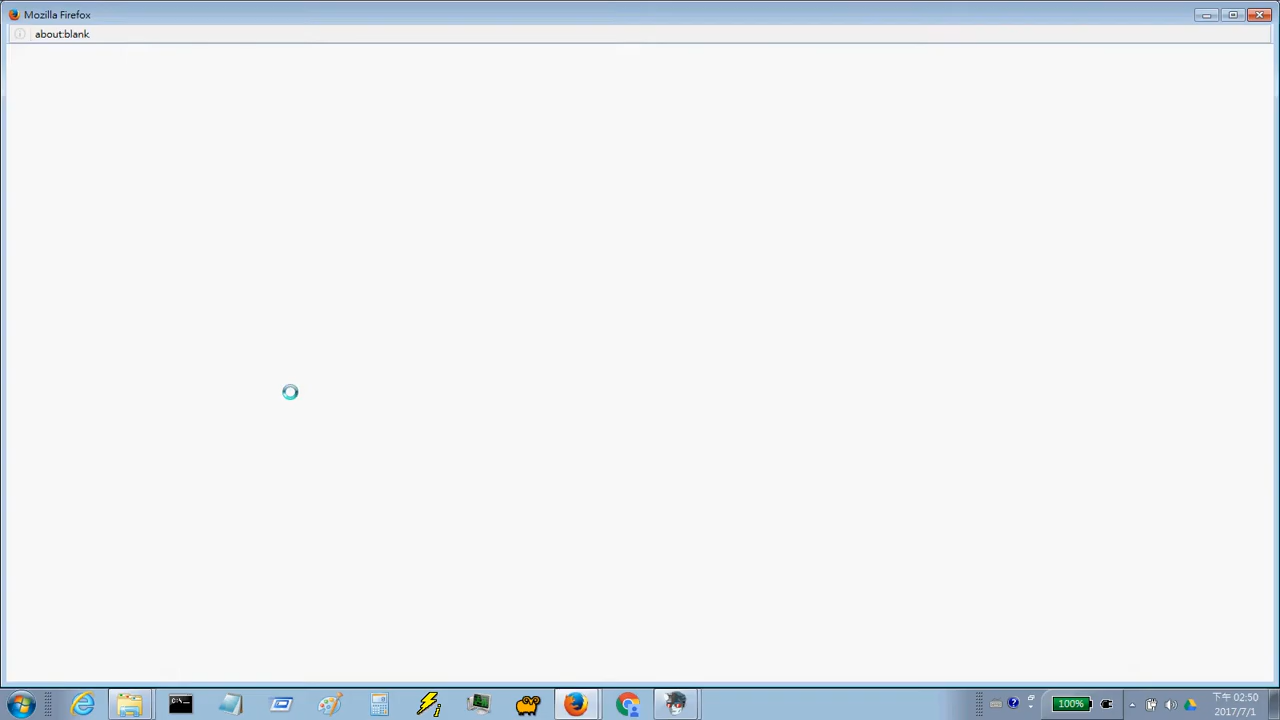 Mozilla Firefox
about:blank
C:\-
100%
下午 02:50
2017/7/1